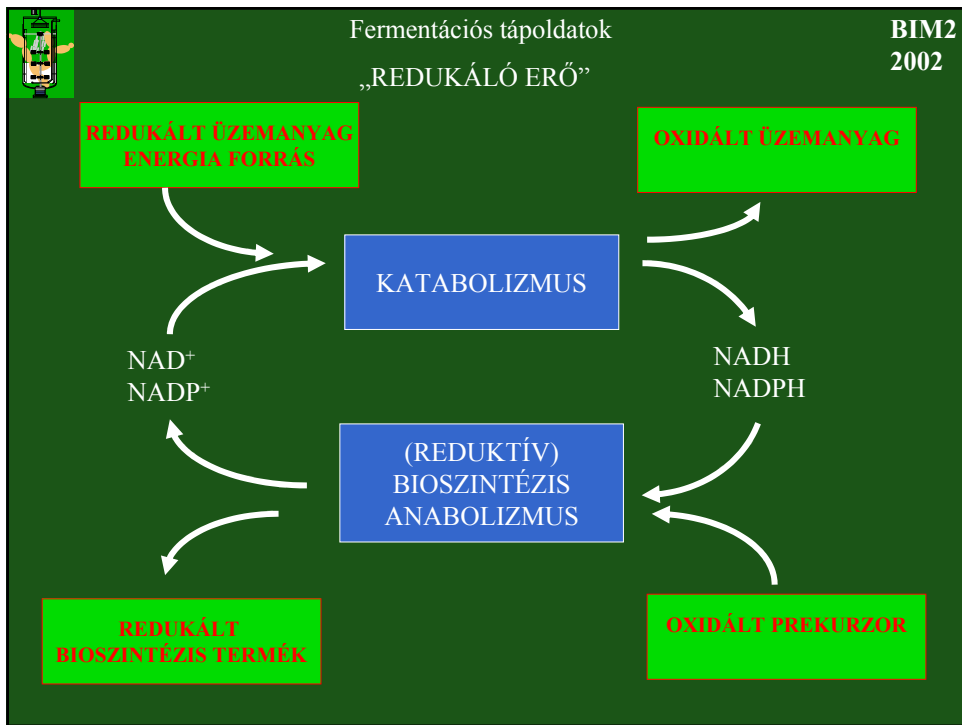 Fermentációs tápoldatok
BIM2
2002
„REDUKÁLÓ ERŐ”
REDUKÁLT ÜZEMANYAG
ENERGIA FORRÁS
OXIDÁLT ÜZEMANYAG
KATABOLIZMUS
NAD⁺
NADP⁺
NADH
NADPH
(REDUKTÍV)
BIOSZINTÉZIS
ANABOLIZMUS
REDUKÁLT
BIOSZINTÉZIS TERMÉK
OXIDÁLT PREKURZOR